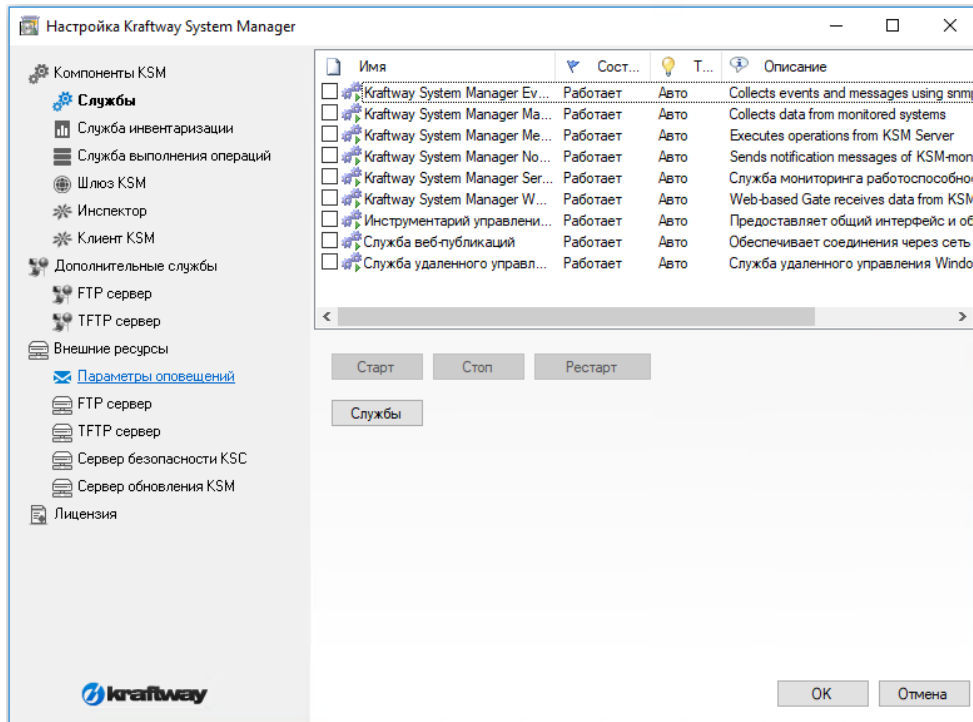 Настройка Kraftway System Manager
Компоненты KSM
Службы
Служба инвентаризации
Служба выполнения операций
Шлюз KSM
Инспектор
Клиент KSM
Дополнительные службы
FTP сервер
TFTP сервер
Внешние ресурсы
Параметры оповещений
FTP сервер
TFTP сервер
Сервер безопасности KSC
Сервер обновления KSM
Лицензия
kraftway
Имя Сост... Т... Описание
Kraftway System Manager Ev... Работает Авто Collects events and messages using snmp
Kraftway System Manager Ma... Работает Авто Collects data from monitored systems
Kraftway System Manager Me... Работает Авто Executes operations from KSM Server
Kraftway System Manager No... Работает Авто Sends notification messages of KSM-mon
Kraftway System Manager Ser... Работает Авто Служба мониторинга работоспособно
Kraftway System Manager W... Работает Авто Web-based Gate receives data from KSM
Инструментарий управлени... Работает Авто Предоставляет общий интерфейс и об
Служба веб-публикаций Работает Авто Обеспечивает соединения через сеть
Служба удаленного управл... Работает Авто Служба удаленного управления Windo
Старт Стоп Рестарт
Службы
OK Отмена